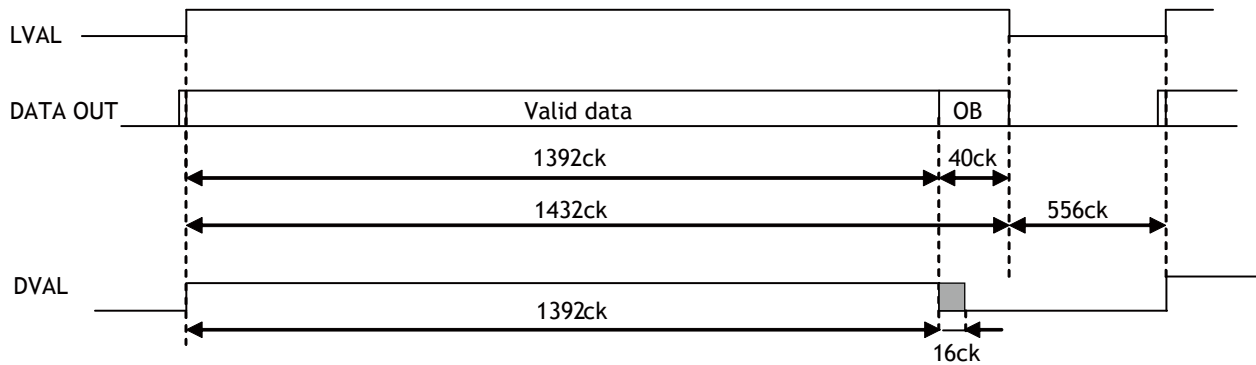 LVAL
DATA OUT
Valid data
OB
1392ck
40ck
1432ck
556ck
DVAL
1392ck
16ck